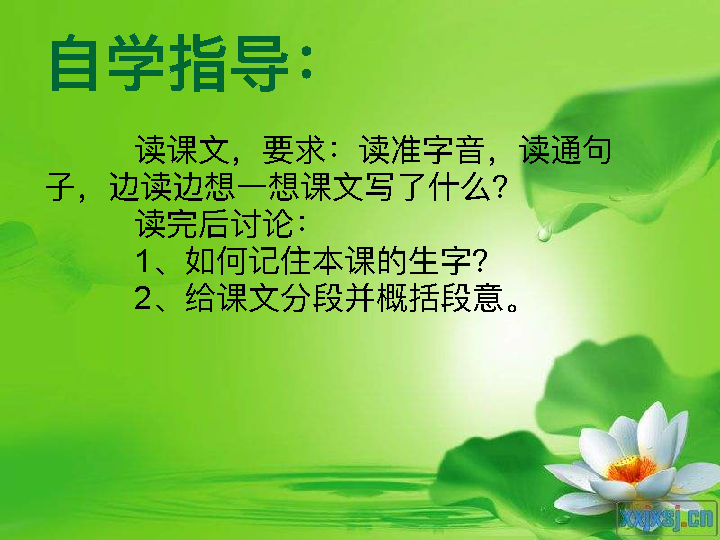 自学指导：
读课文，要求：读准字音，读通句
子，边读边想一想课文写了什么？
读完后讨论：
1、如何记住本课的生字？
2、给课文分段并概括段意。
xxjxsj.cn